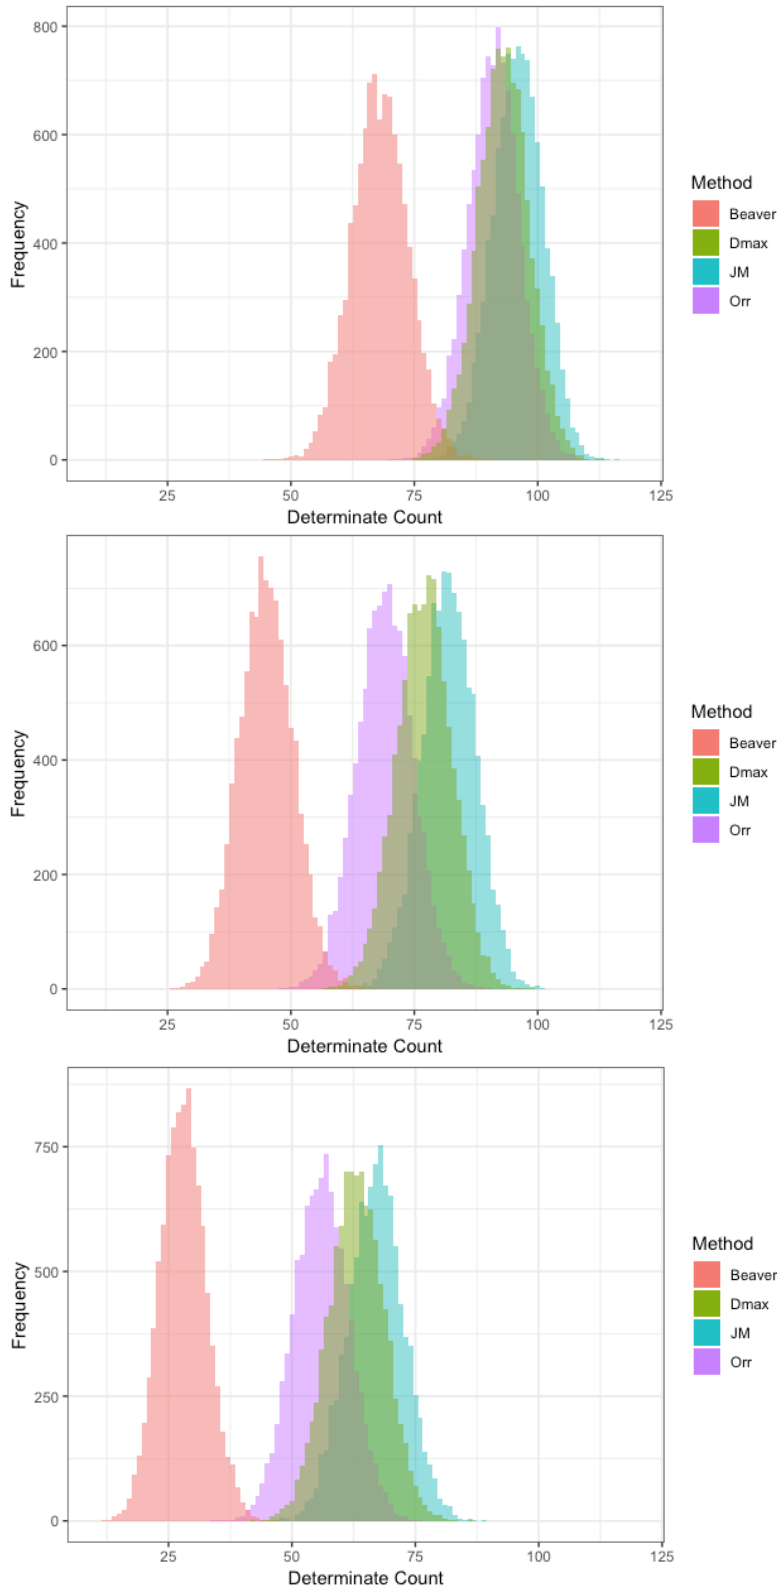 800
600
400
200
0
Frequency
25 50 75 100 125
Determinate Count
Method
Beaver
Dmax
JM
Orr
600
400
200
0
Frequency
25 50 75 100 125
Determinate Count
Method
Beaver
Dmax
JM
Orr
750
500
250
0
Frequency
25 50 75 100 125
Determinate Count
Method
Beaver
Dmax
JM
Orr